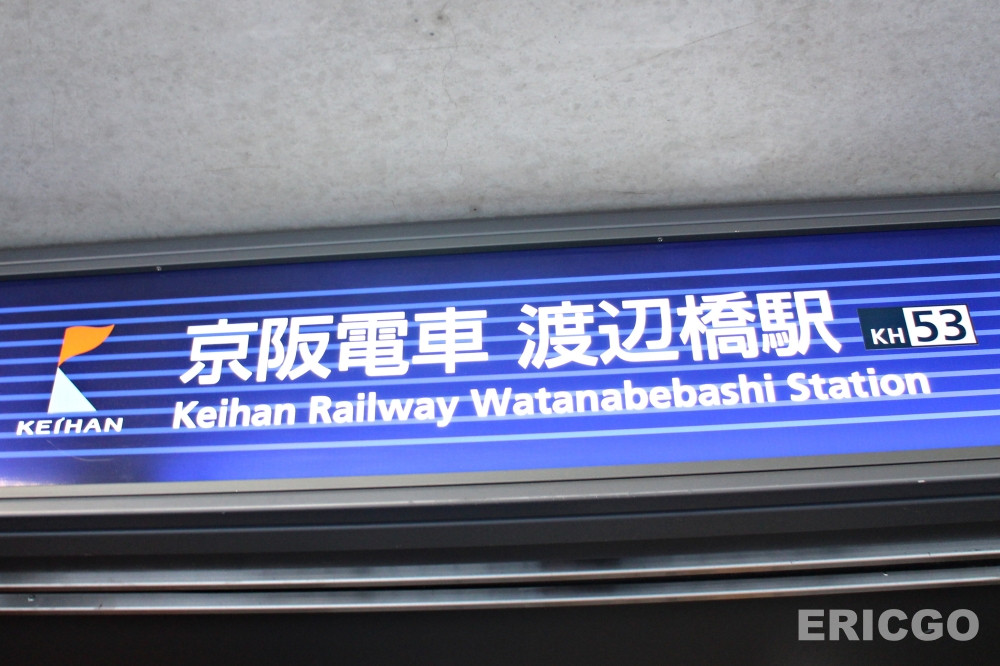 京阪電車 渡辺橋駅 KH 53
KEIHAN
Keihan Railway Watanabebashi Station
ERICGO